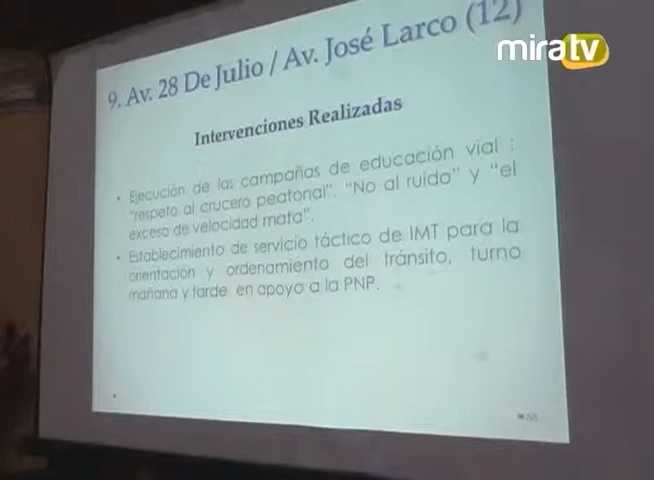 miratv
9. Av. 28 De Julio / Av. José Larco (12)
Intervenciones Realizadas
• Ejecución de las campañas de educación vial :
"respeto al crucero peatonal". "No al ruido" y "el
exceso de velocidad mata".
• Establecimiento de servicio táctico de IMT para la
orientación y ordenamiento del tránsito, turno
mañana y tarde en apoyo a la PNP.